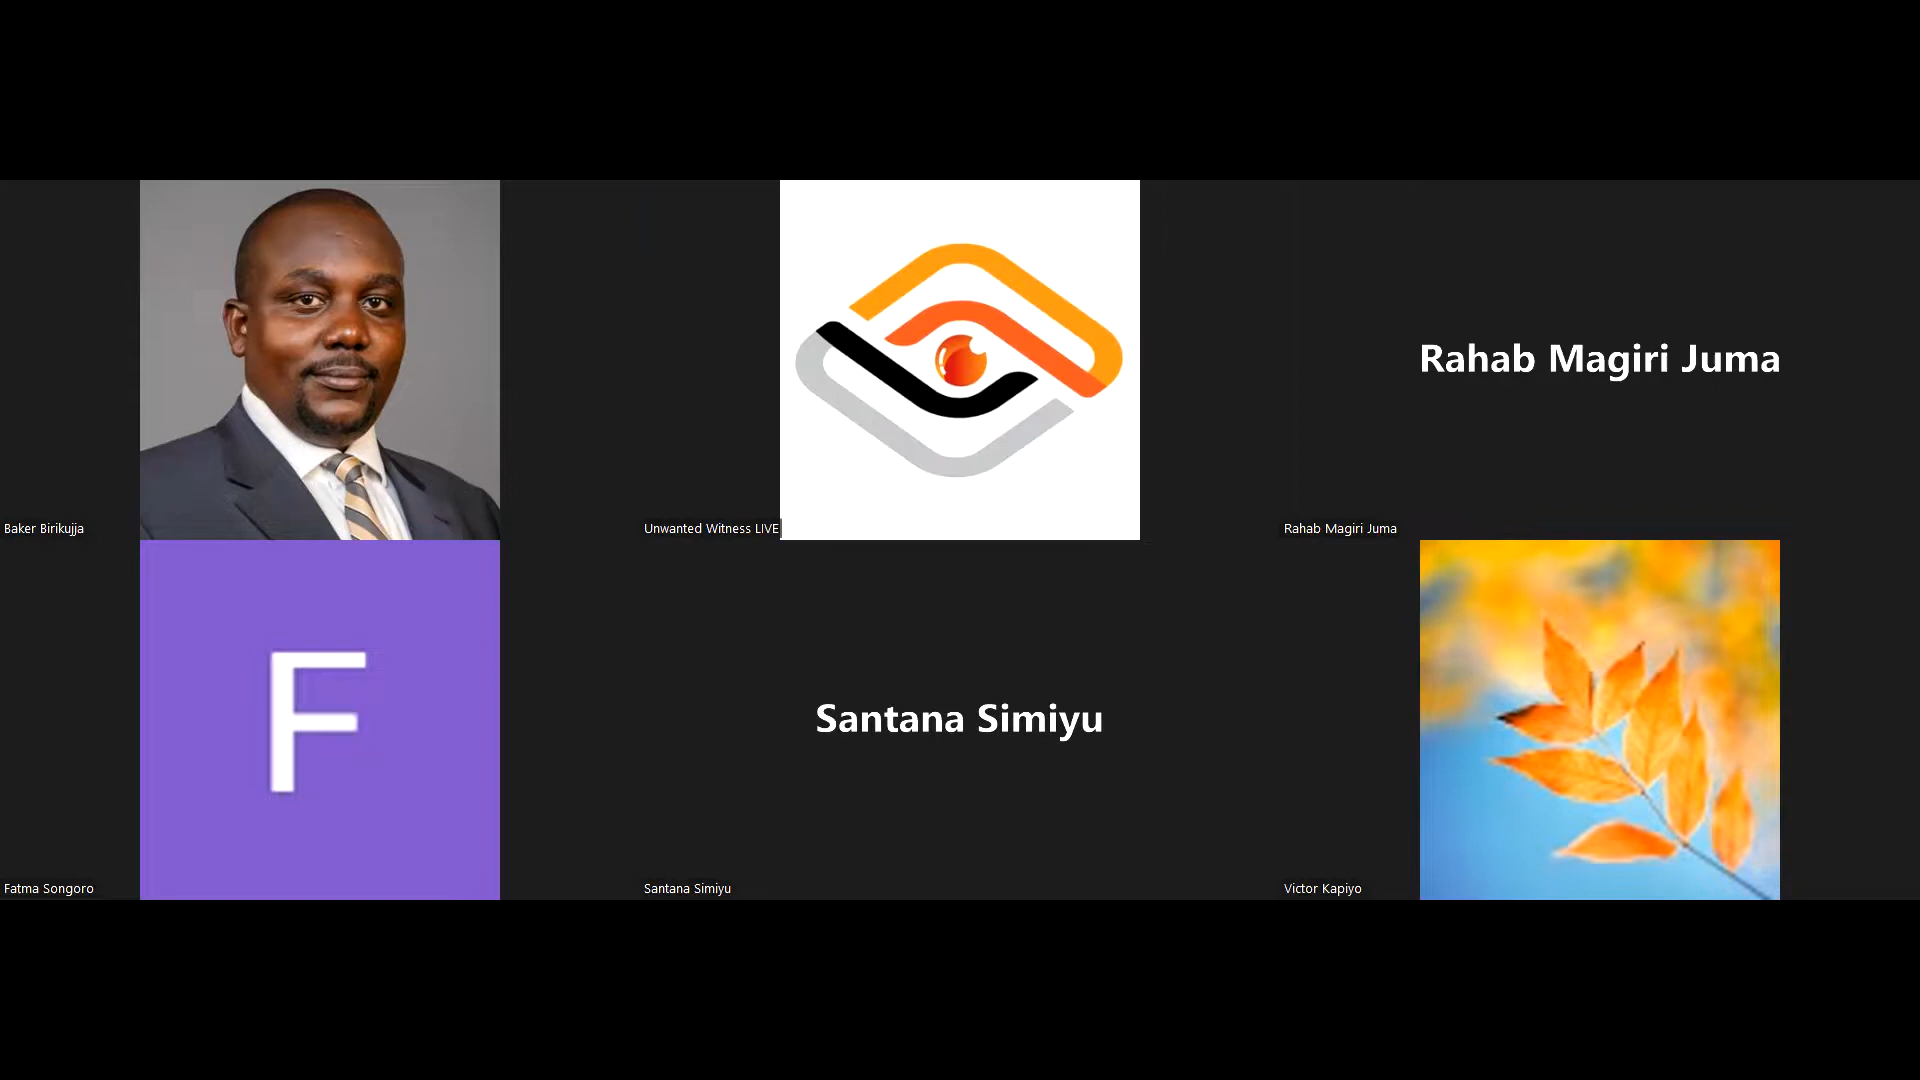 Rahab Magiri Juma
Baker Birikujja
Unwanted Witness LIVE
Rahab Magiri Juma
F
Santana Simiyu
Fatma Songoro
Santana Simiyu
Victor Kapiyo